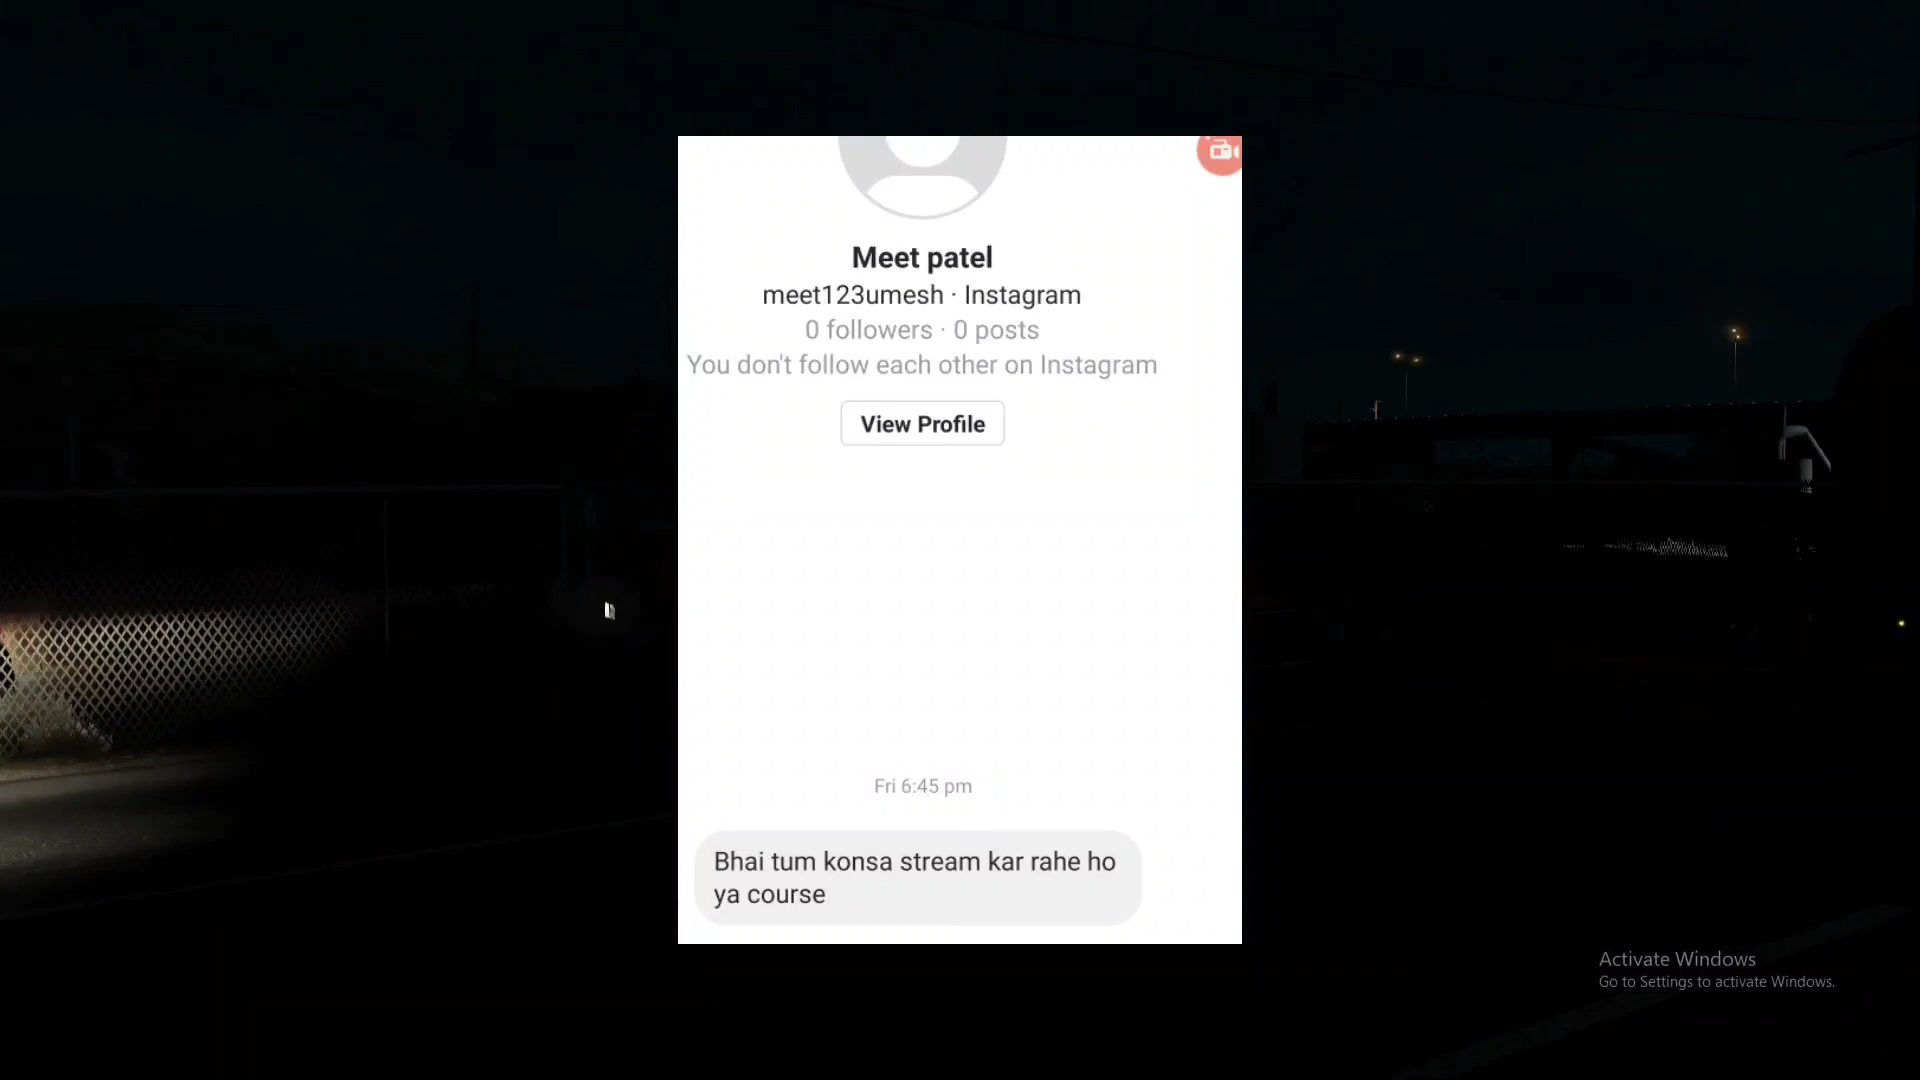 Meet patel
meet123umesh · Instagram
0 followers · 0 posts
You don't follow each other on Instagram
View Profile
Fri 6:45 pm
Bhai tum konsa stream kar rahe ho
ya course
Activate Windows
Go to Settings to activate Windows.